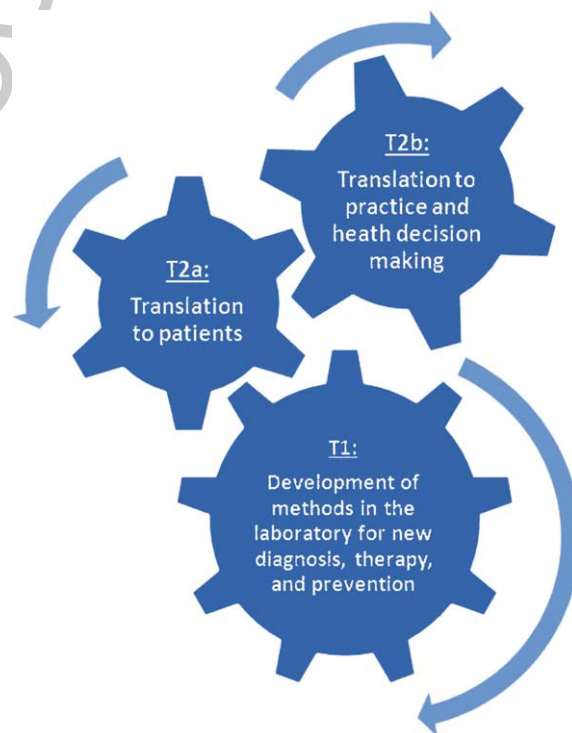 T2b:
Translation to
practice and
heath decision
making
T2a:
Translation
to patients
T1:
Development of
methods in the
laboratory for new
diagnosis, therapy,
and prevention